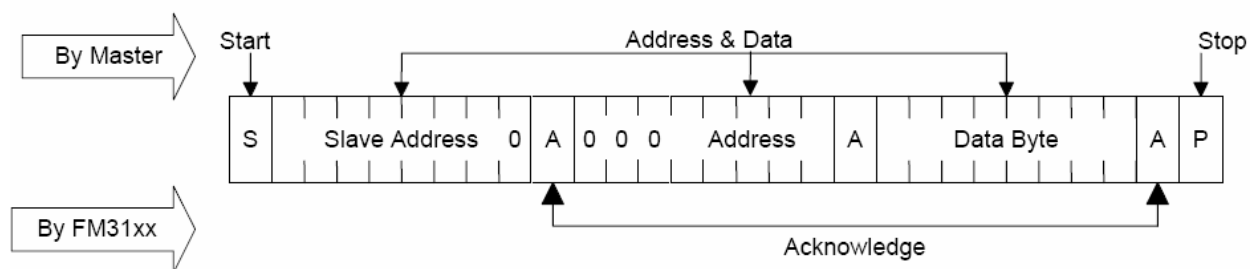 By Master
Start
Address & Data
Stop
S Slave Address 0 A 0 0 0 Address A Data Byte A P
By FM31xx
Acknowledge